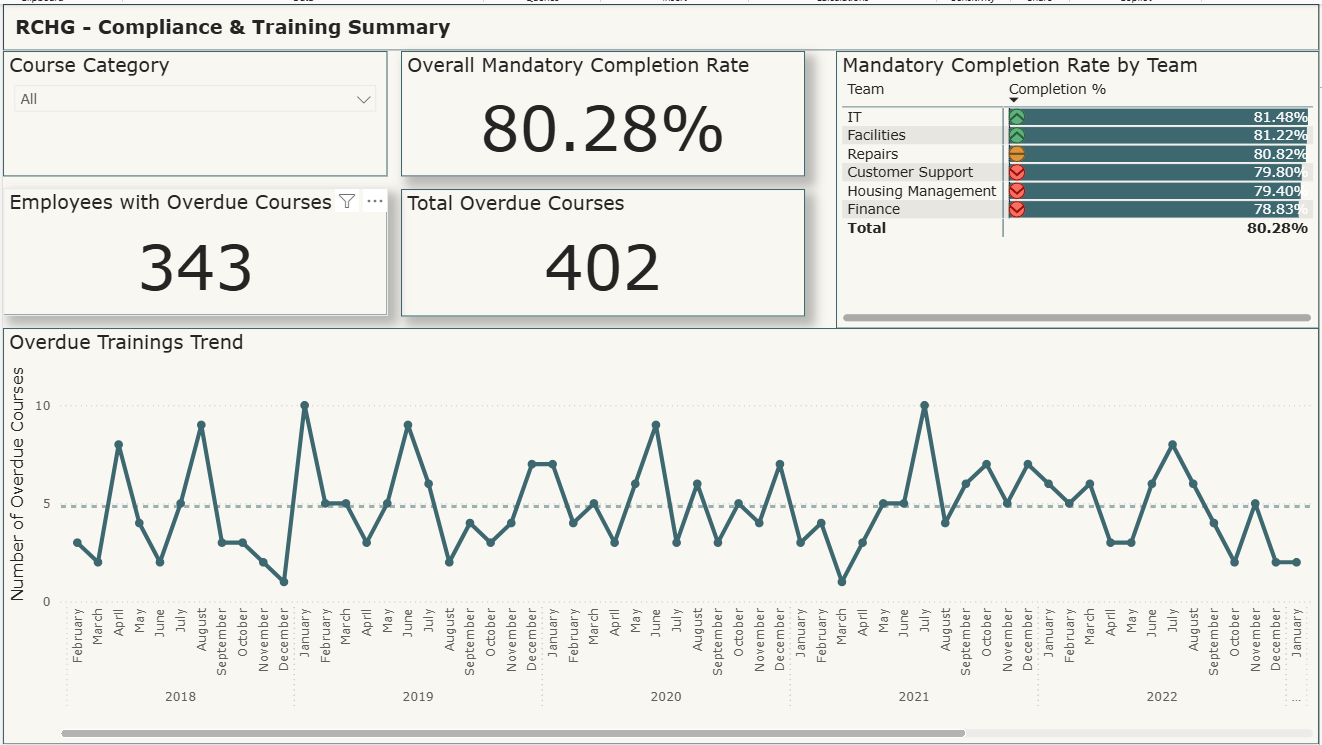 RCHG - Compliance & Training Summary
Course Category
All
Overall Mandatory Completion Rate
80.28%
Mandatory Completion Rate by Team
Team Completion %
IT 81.48%
Facilities 81.22%
Repairs 80.82%
Customer Support 79.80%
Housing Management 79.40%
Finance 78.83%
Total 80.28%
Employees with Overdue Courses
343
Total Overdue Courses
402
Overdue Trainings Trend
Number of Overdue Courses
10
5
0
February March April May June July August September October November December
2018
January February March April May June July August September October November December
2019
January February March April May June July August September October November December
2020
January February March April May June July August September October November December
2021
January February March April May June July August September October November December
2022
January
...